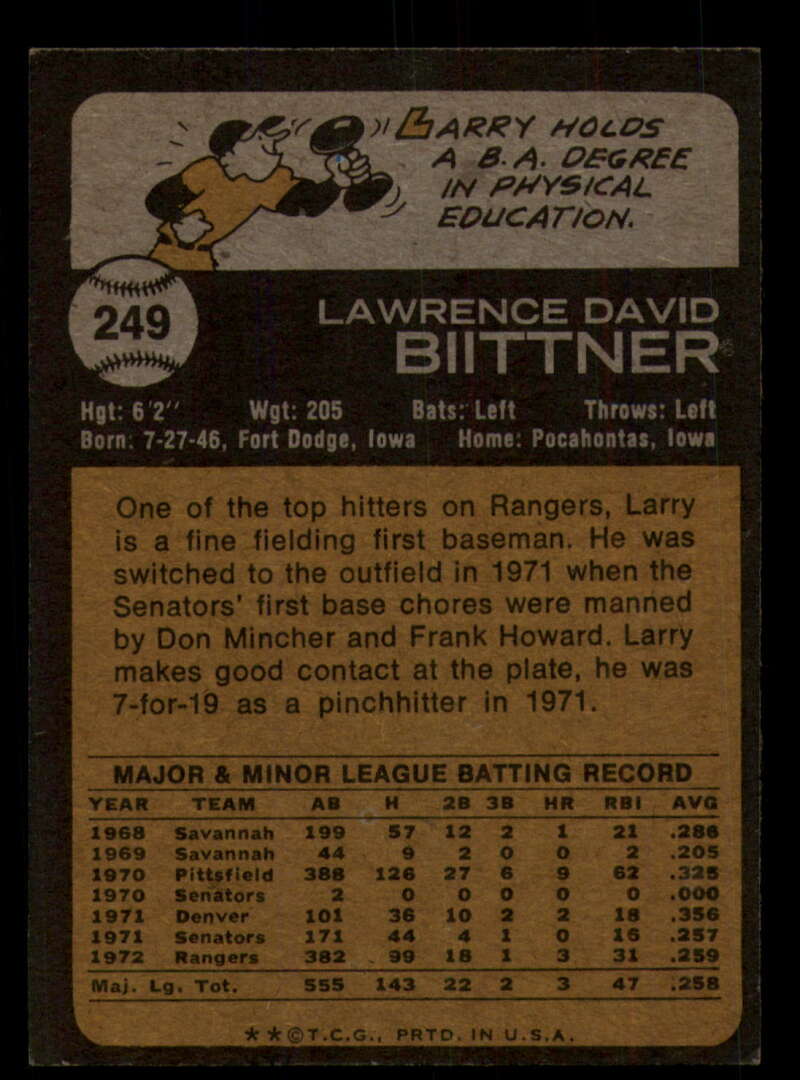 LARRY HOLDS
A B.A. DEGREE
IN PHYSICAL
EDUCATION.
249
LAWRENCE DAVID
BIITTNER
Hgt: 6'2" Wgt: 205 Bats: Left Throws: Left
Born: 7-27-46, Fort Dodge, Iowa Home: Pocahontas, Iowa
One of the top hitters on Rangers, Larry
is a fine fielding first baseman. He was
switched to the outfield in 1971 when the
Senators' first base chores were manned
by Don Mincher and Frank Howard. Larry
makes good contact at the plate, he was
7-for-19 as a pinchhitter in 1971.
MAJOR & MINOR LEAGUE BATTING RECORD
YEAR TEAM AB H 2B 3B HR RBI AVG
1968 Savannah 199 57 12 2 1 21 .286
1969 Savannah 44 9 2 0 0 2 .205
1970 Pittsfield 388 126 27 6 9 62 .325
1970 Senators 2 0 0 0 0 0 .000
1971 Denver 101 36 10 2 2 18 .356
1971 Senators 171 44 4 1 0 16 .257
1972 Rangers 382 99 18 1 3 31 .259
Maj. Lg. Tot. 555 143 22 2 3 47 .258
**©T.C.G., PRTD. IN U.S.A.